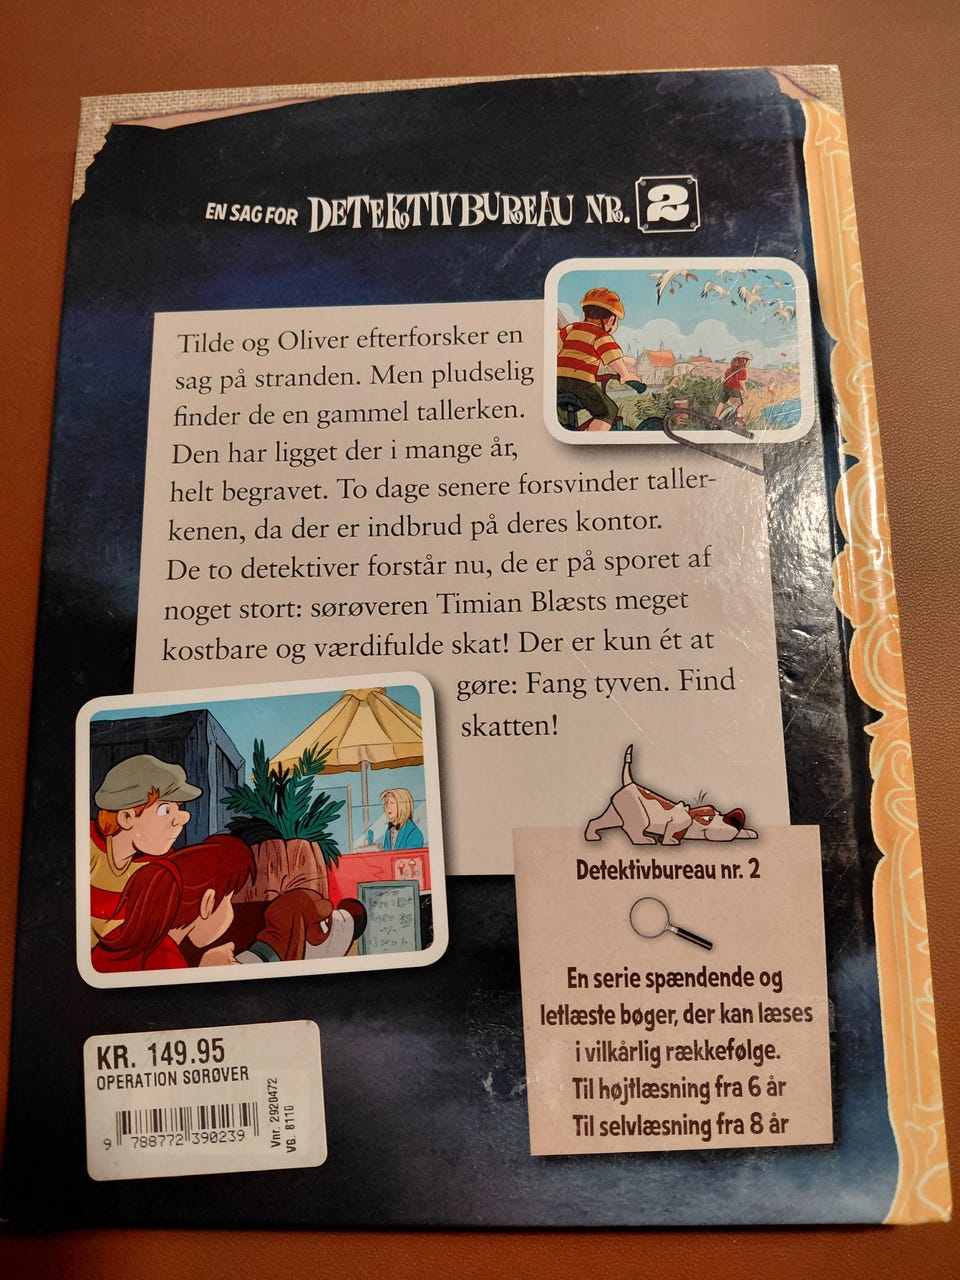 EN SAG FOR DETEKTIVBUREAU NR. 2
Tilde og Oliver efterforsker en
sag på stranden. Men pludselig
finder de en gammel tallerken.
Den har ligget der i mange år,
helt begravet. To dage senere forsvinder taller-
kenen, da der er indbrud på deres kontor.
De to detektiver forstår nu, de er på sporet af
noget stort: sørøveren Timian Blæsts meget
kostbare og værdifulde skat! Der er kun ét at
gøre: Fang tyven. Find
skatten!
Detektivbureau nr. 2
En serie spændende og
letlæste bøger, der kan læses
i vilkårlig rækkefølge.
Til højtlæsning fra 6 år
Til selvlæsning fra 8 år
KR. 149.95
OPERATION SØRØVER
9 788772 390239
Vnr. 2920472
VG. 8110